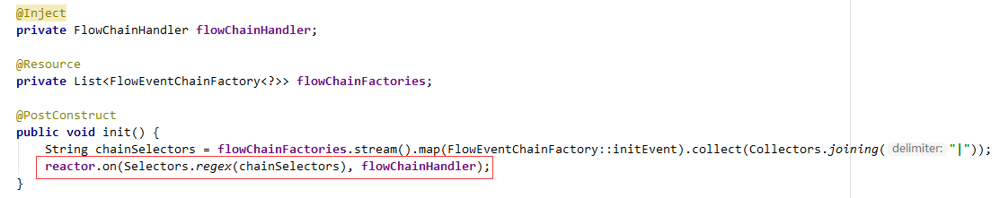 @Inject
private FlowChainHandler flowChainHandler;
@Resource
private List<FlowEventChainFactory<?>> flowChainFactories;
@PostConstruct
public void init() {
String chainSelectors = flowChainFactories.stream().map(FlowEventChainFactory::initEvent).collect(Collectors.joining( delimiter: "|"));
reactor.on(Selectors.regex(chainSelectors), flowChainHandler);
}